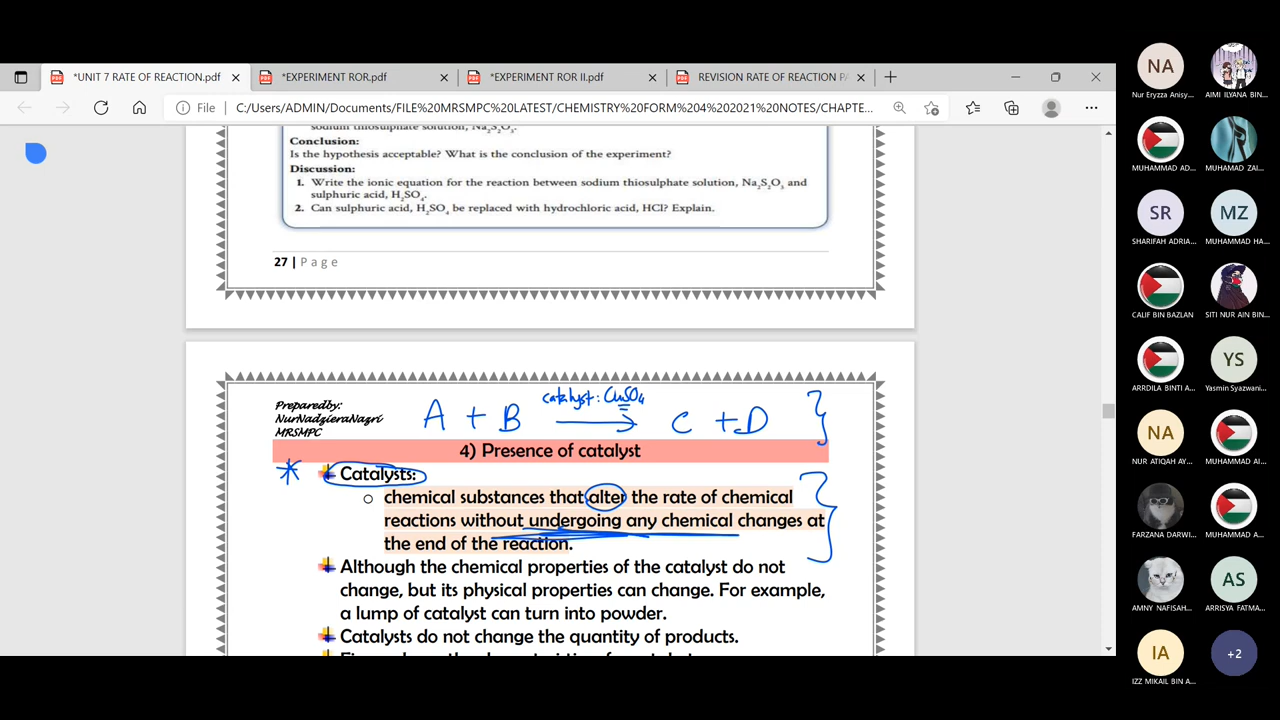 *UNIT 7 RATE OF REACTION.pdf
*EXPERIMENT ROR.pdf
*EXPERIMENT ROR II.pdf
REVISION RATE OF REACTION P
File
C:/Users/ADMIN/Documents/FILE%20MRSMPC%20LATEST/CHEMISTRY%20FORM%204%202021%20NOTES/CHAPTE...
sodium thiosulphate solution, Na₂S₂O₃.
Conclusion:
Is the hypothesis acceptable? What is the conclusion of the experiment?
Discussion:
1. Write the ionic equation for the reaction between sodium thiosulphate solution, Na₂S₂O₃ and
sulphuric acid, H₂SO₄.
2. Can sulphuric acid, H₂SO₄ be replaced with hydrochloric acid, HCl? Explain.
27 | Page
Preparedby:
NurNadzieraNazri
MRSMPC
catalyst: CuSO4
A + B → C + D
4) Presence of catalyst
* Catalysts:
o chemical substances that alter the rate of chemical
reactions without undergoing any chemical changes at
the end of the reaction.
Although the chemical properties of the catalyst do not
change, but its physical properties can change. For example,
a lump of catalyst can turn into powder.
Catalysts do not change the quantity of products.
NA
Nur Eryzza Anisy...
AIMI ILYANA BIN...
MUHAMMAD AD...
MUHAMAD ZAI...
SR
SHARIFAH ADRIA...
MZ
MUHAMMAD HA...
CALIF BIN BAZLAN
SITI NUR AIN BIN...
ARRDILA BINTI A...
YS
Yasmin Syazwani...
NA
NUR ATIQAH AY...
MUHAMMAD AI...
FARZANA DARWI...
MUHAMMAD A...
AMNY NAFISAH...
AS
ARRISYA FATMA...
IA
IZZ MIKAIL BIN A...
+2